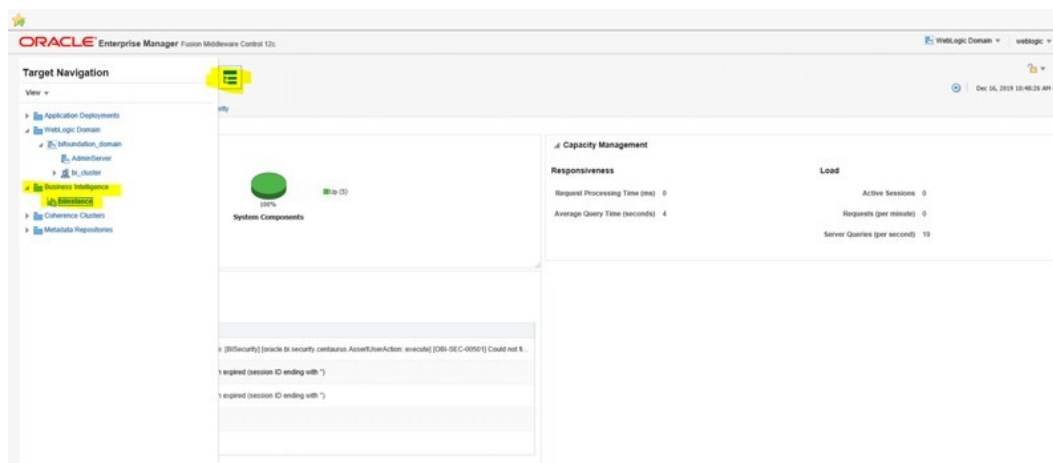 ORACLE Enterprise Manager Fusion Middleware Control 12c
WebLogic Domain
weblogic
Target Navigation
View
Dec 16, 2019 10:48:26 AM
Application Deployments
WebLogic Domain
bifoundation_domain
AdminServer
bi_cluster
Business Intelligence
biinstance
Coherence Clusters
Metadata Repositories
100%
Up (5)
System Components
Capacity Management
Responsiveness
Load
Request Processing Time (ms) 0
Active Sessions 0
Average Query Time (seconds) 4
Requests (per minute) 0
Server Queries (per second) 19
[BISecurity] [oracle.bi.security.centaurus.AssertUserAction: execute] [OBI-SEC-00501] Could not fi...
expired (session ID ending with '')
expired (session ID ending with '')